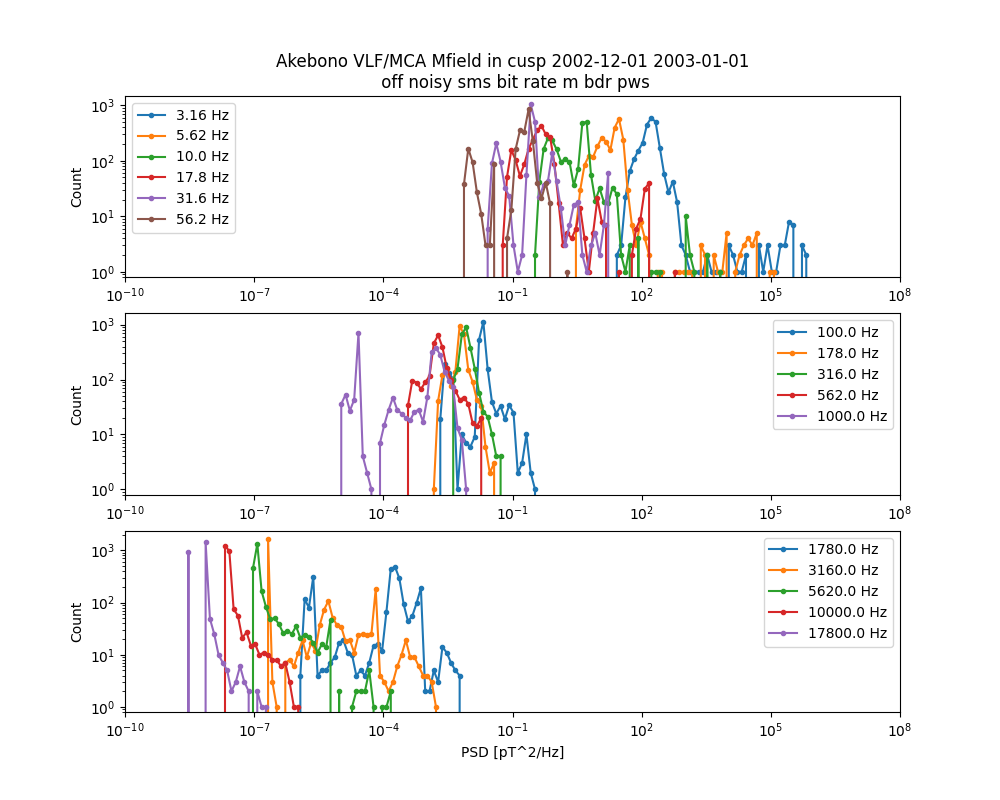 Akebono VLF/MCA Mfield in cusp 2002-12-01 2003-01-01
off noisy sms bit rate m bdr pws
Count
10^3
10^2
10^1
10^0
3.16 Hz
5.62 Hz
10.0 Hz
17.8 Hz
31.6 Hz
56.2 Hz
10^−10 10^−7 10^−4 10^−1 10^2 10^5 10^8
Count
10^3
10^2
10^1
10^0
100.0 Hz
178.0 Hz
316.0 Hz
562.0 Hz
1000.0 Hz
10^−10 10^−7 10^−4 10^−1 10^2 10^5 10^8
Count
10^3
10^2
10^1
10^0
1780.0 Hz
3160.0 Hz
5620.0 Hz
10000.0 Hz
17800.0 Hz
10^−10 10^−7 10^−4 10^−1 10^2 10^5 10^8
PSD [pT^2/Hz]